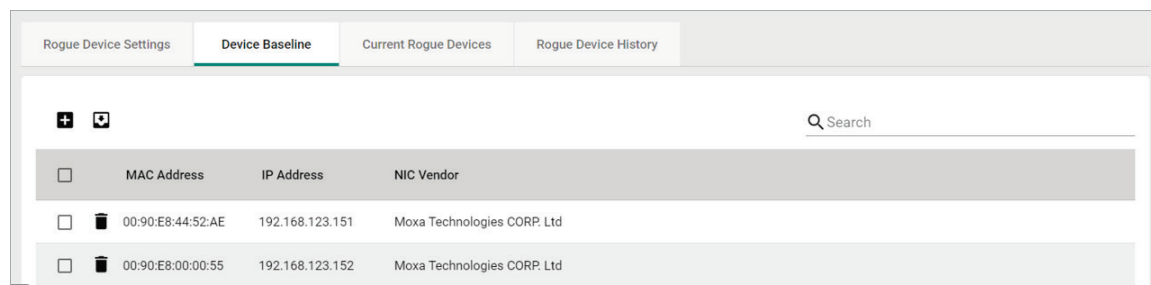 Rogue Device Settings Device Baseline Current Rogue Devices Rogue Device History
Search
MAC Address IP Address NIC Vendor
00:90:E8:44:52:AE 192.168.123.151 Moxa Technologies CORP. Ltd
00:90:E8:00:00:55 192.168.123.152 Moxa Technologies CORP. Ltd